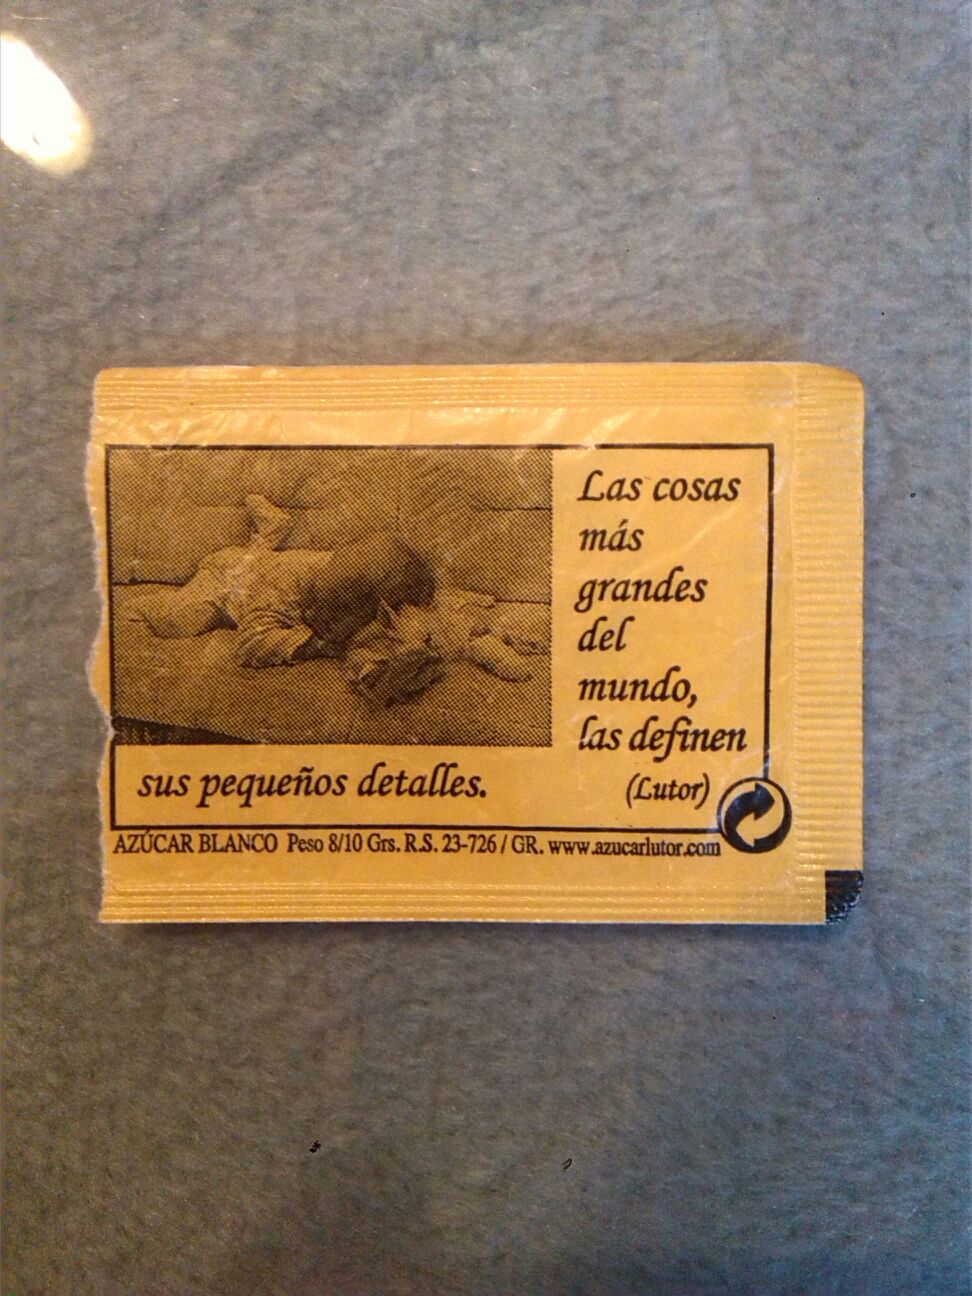 Las cosas
más
grandes
del
mundo,
las definen
sus pequeños detalles.
(Lutor)
AZÚCAR BLANCO Peso 8/10 Grs. R.S. 23-726 / GR. www.azucarlutor.com